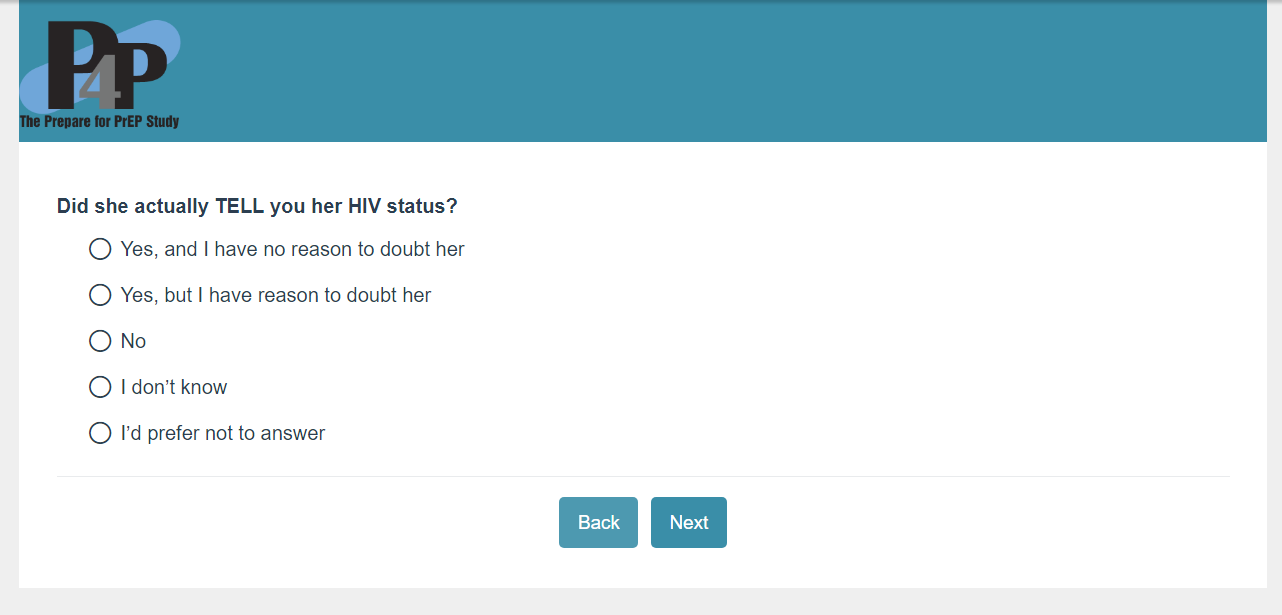 P4P
The Prepare for PrEP Study
Did she actually TELL you her HIV status?
Yes, and I have no reason to doubt her
Yes, but I have reason to doubt her
No
I don’t know
I’d prefer not to answer
Back Next